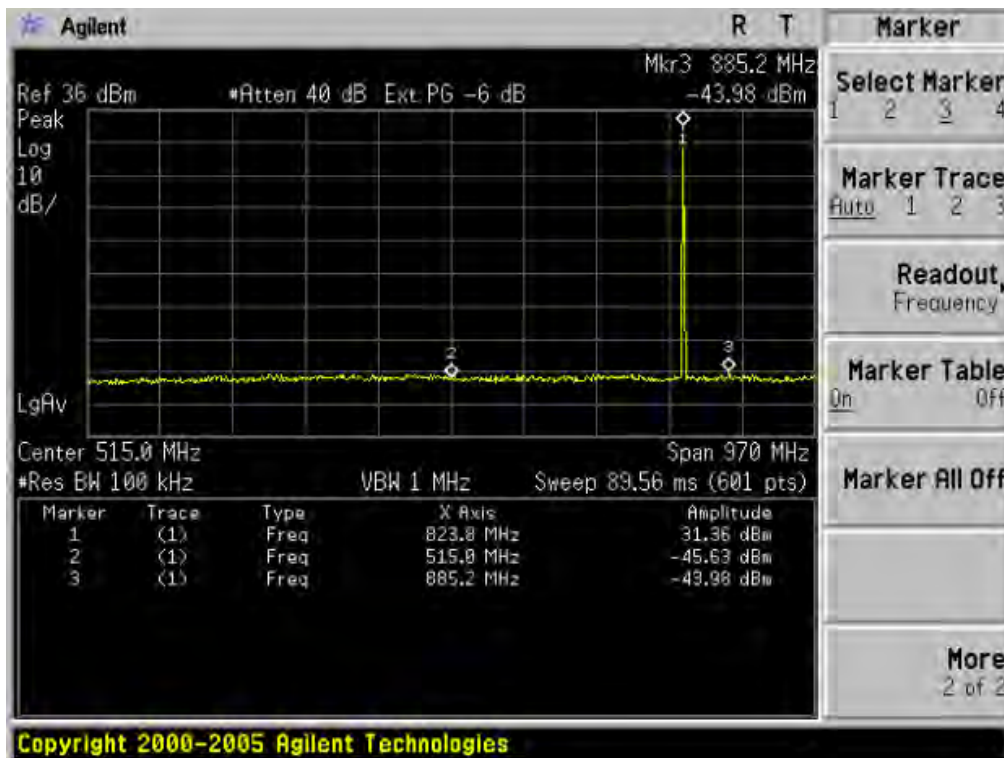 Agilent R T
Mkr3 885.2 MHz
Ref 36 dBm *Atten 40 dB Ext PG -6 dB -43.98 dBm
Peak
Log
10
dB/
1
2
3
LgAv
Center 515.0 MHz Span 970 MHz
*Res BW 100 kHz VBW 1 MHz Sweep 89.56 ms (601 pts)
Marker Trace Type X Axis Amplitude
1 (1) Freq 823.8 MHz 31.36 dBm
2 (1) Freq 515.0 MHz -45.63 dBm
3 (1) Freq 885.2 MHz -43.98 dBm
Marker
Select Marker
1 2 3 4
Marker Trace
Auto 1 2 3
Readout
Frequency
Marker Table
On Off
Marker All Off
More
2 of 2
Copyright 2000-2005 Agilent Technologies